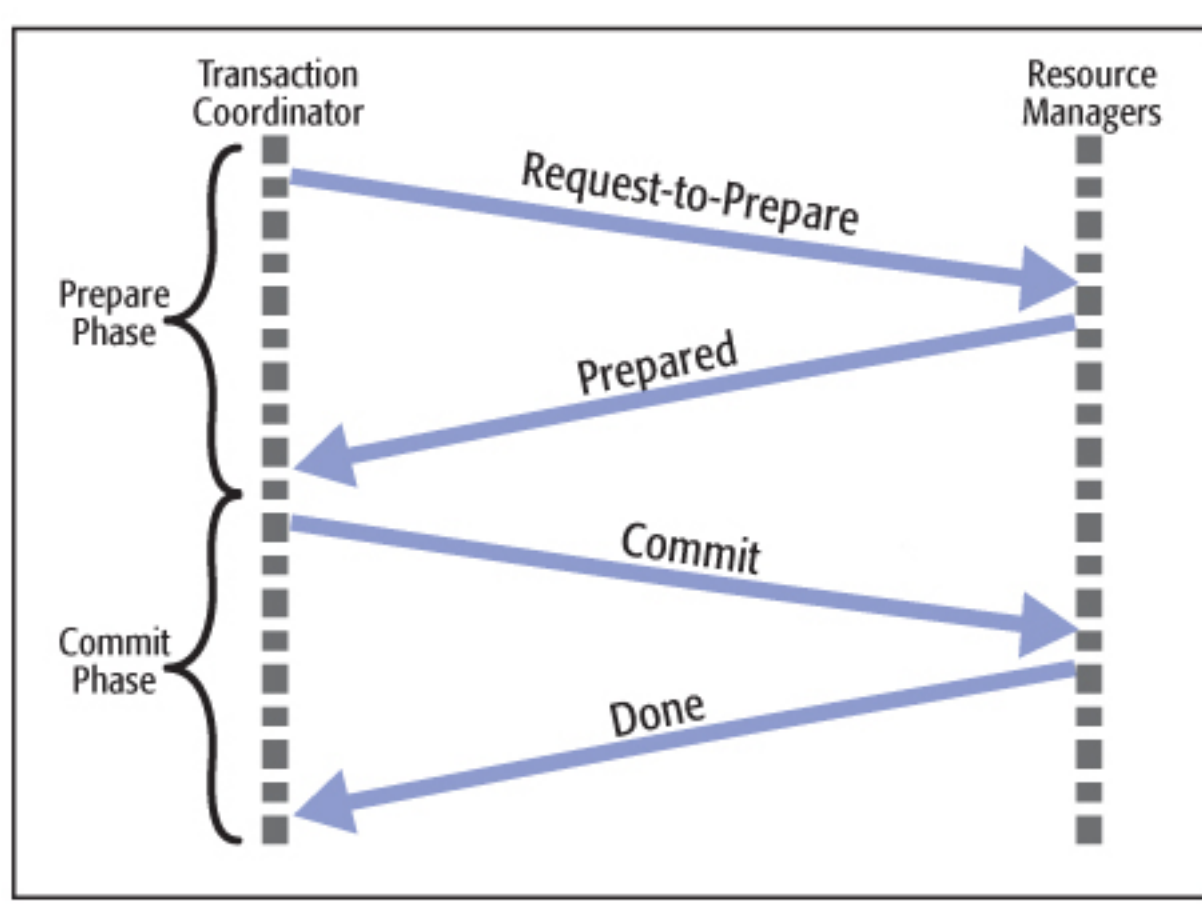 Transaction
Coordinator
Resource
Managers
Request-to-Prepare
Prepare
Phase
Prepared
Commit
Commit
Phase
Done